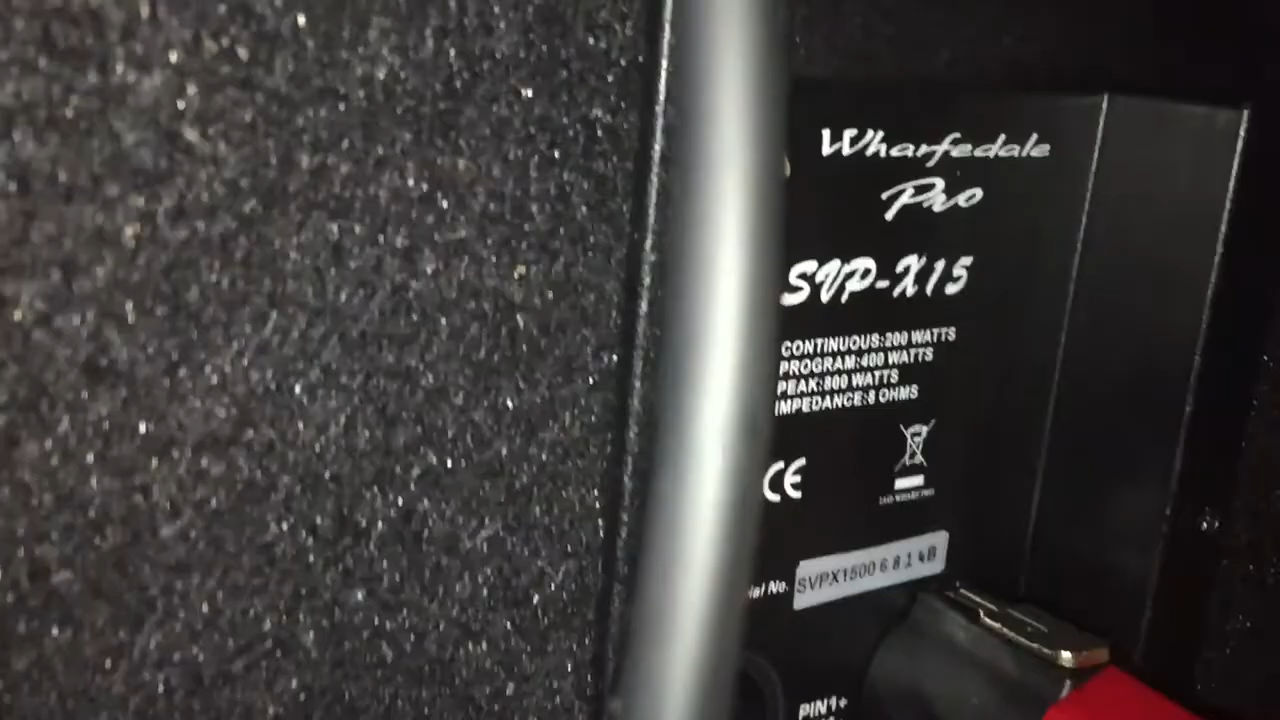 Wharfedale
Pro
SVP-X15
CONTINUOUS:200 WATTS
PROGRAM:400 WATTS
PEAK:800 WATTS
IMPEDANCE:8 OHMS
CE
No.
SVPX1500 6 8 1 4B
PIN1+